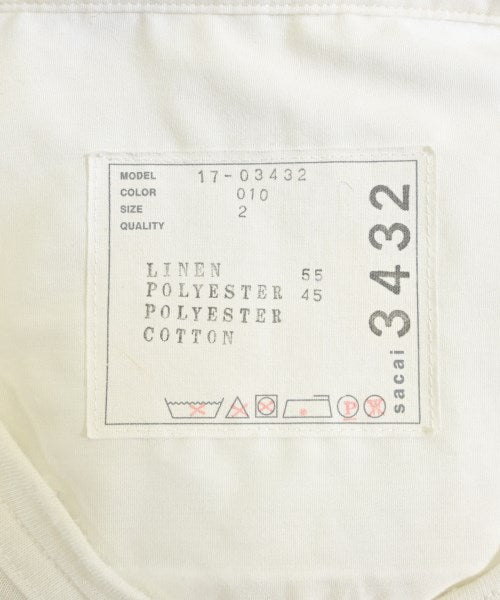 MODEL 17-03432
COLOR 010
SIZE 2
QUALITY
LINEN 55
POLYESTER 45
POLYESTER
COTTON
P
sacai 3432